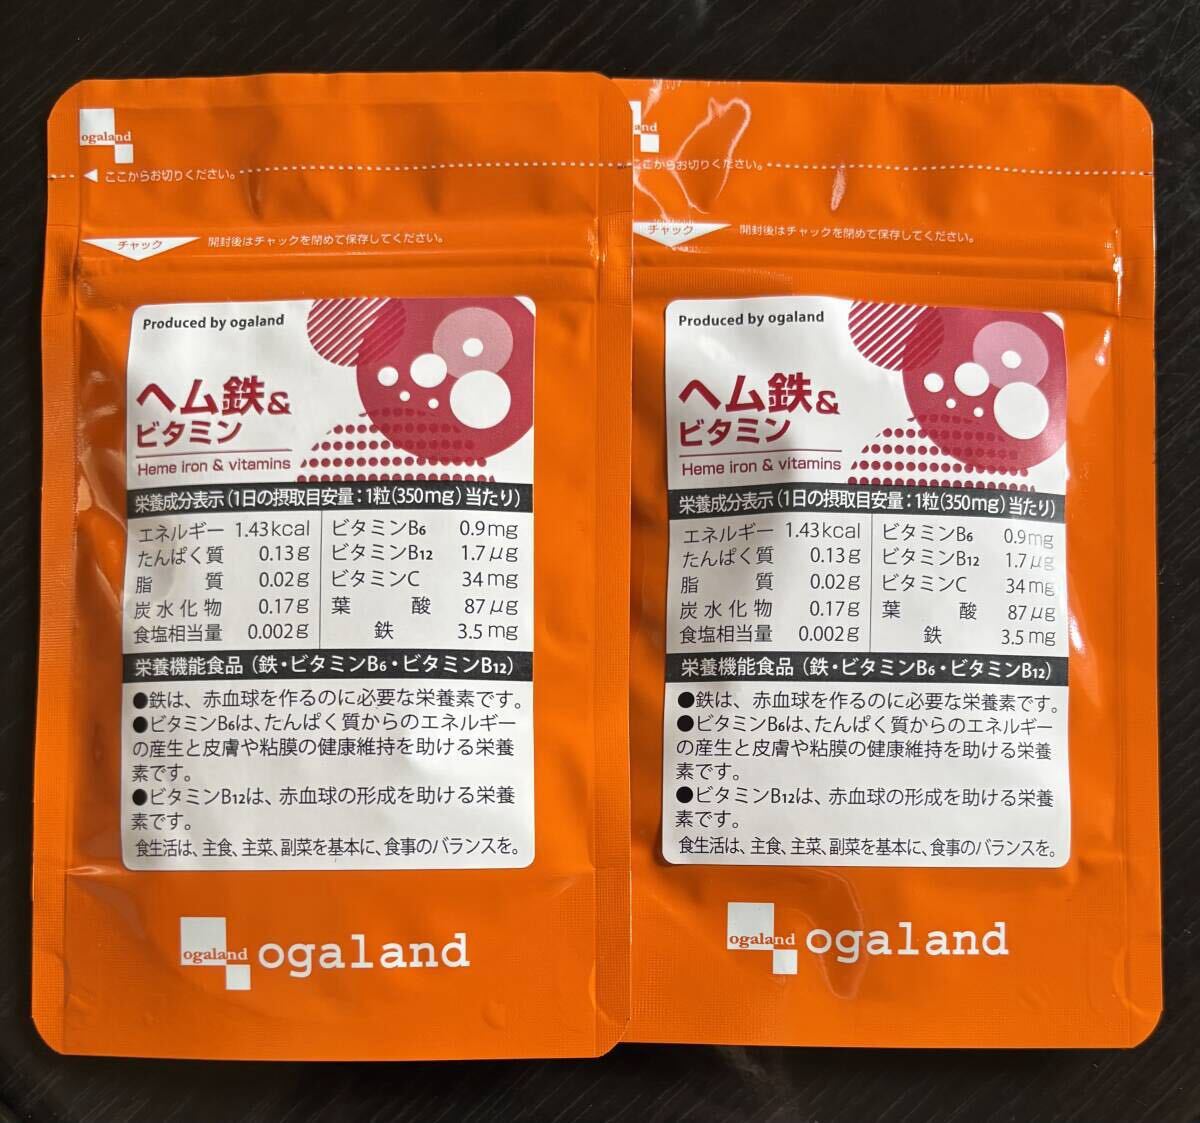 ogaland
ここからお切りください。
チャック
開封後はチャックを閉めて保存してください。
Produced by ogaland
ヘム鉄&
ビタミン
Heme iron & vitamins
栄養成分表示(1日の摂取目安量:1粒(350mg)当たり)
エネルギー 1.43kcal ビタミンB6 0.9mg
たんぱく質 0.13g ビタミンB12 1.7μg
脂質 0.02g ビタミンC 34mg
炭水化物 0.17g 葉酸 87μg
食塩相当量 0.002g 鉄 3.5mg
栄養機能食品(鉄・ビタミンB6・ビタミンB12)
●鉄は、赤血球を作るのに必要な栄養素です。
●ビタミンB6は、たんぱく質からのエネルギー
の産生と皮膚や粘膜の健康維持を助ける栄養
素です。
●ビタミンB12は、赤血球の形成を助ける栄養
素です。
食生活は、主食、主菜、副菜を基本に、食事のバランスを。
ogaland ogaland
and
ここからお切りください。
チャック
開封後はチャックを閉めて保存してください。
Produced by ogaland
ヘム鉄&
ビタミン
Heme iron & vitamins
栄養成分表示(1日の摂取目安量:1粒(350mg)当たり)
エネルギー 1.43kcal ビタミンB6 0.9mg
たんぱく質 0.13g ビタミンB12 1.7μg
脂質 0.02g ビタミンC 34mg
炭水化物 0.17g 葉酸 87μg
食塩相当量 0.002g 鉄 3.5mg
栄養機能食品(鉄・ビタミンB6・ビタミンB12)
●鉄は、赤血球を作るのに必要な栄養素です。
●ビタミンB6は、たんぱく質からのエネルギー
の産生と皮膚や粘膜の健康維持を助ける栄養
素です。
●ビタミンB12は、赤血球の形成を助ける栄養
素です。
食生活は、主食、主菜、副菜を基本に、食事のバランスを。
ogaland ogaland